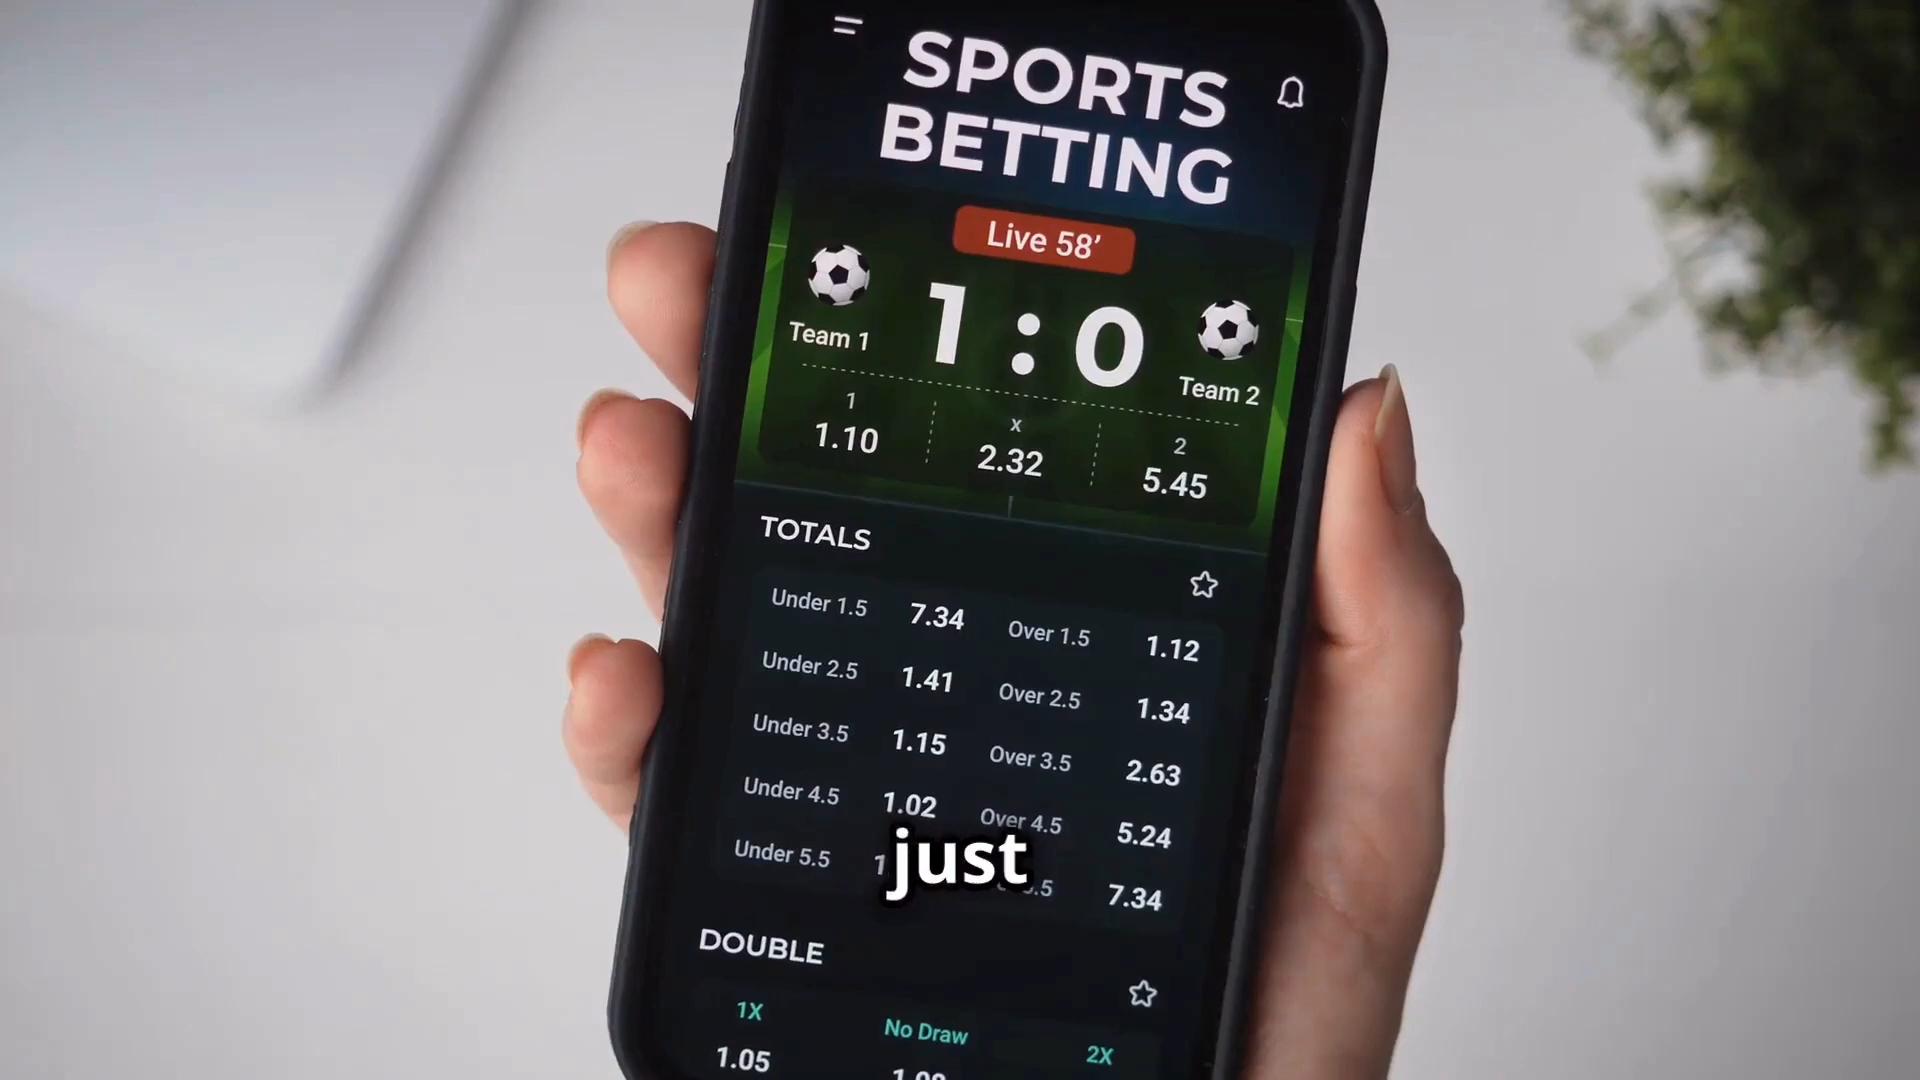 SPORTS
BETTING
Live 58’
1 : 0
Team 1
Team 2
1 x 2
1.10 2.32 5.45
TOTALS
Under 1.5 7.34 Over 1.5 1.12
Under 2.5 1.41 Over 2.5 1.34
Under 3.5 1.15 Over 3.5 2.63
Under 4.5 1.02 Over 4.5 5.24
Under 5.5 7.34
just
DOUBLE
1X No Draw 2X
1.05